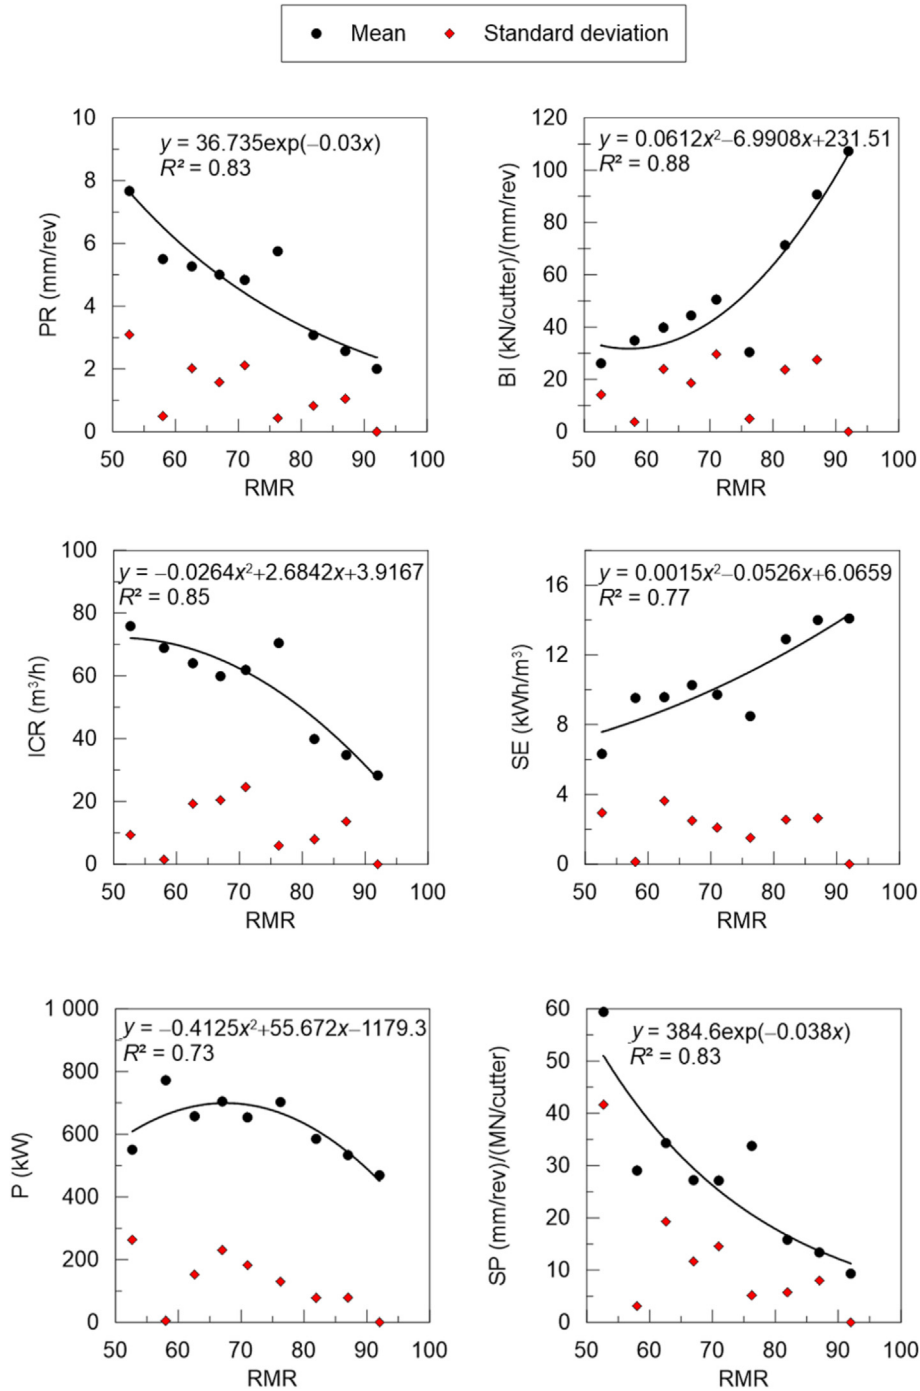 Mean Standard deviation
10
8
6
4
2
0
PR (mm/rev)
y = 36.735exp(−0.03x)
R² = 0.83
50 60 70 80 90 100
RMR
120
100
80
60
40
20
0
BI (kN/cutter)/(mm/rev)
y = 0.0612x²−6.9908x+231.51
R² = 0.88
50 60 70 80 90 100
RMR
100
80
60
40
20
0
ICR (m³/h)
y = −0.0264x²+2.6842x+3.9167
R² = 0.85
50 60 70 80 90 100
RMR
16
12
8
4
0
SE (kWh/m³)
y = 0.0015x²−0.0526x+6.0659
R² = 0.77
50 60 70 80 90 100
RMR
1 000
800
600
400
200
0
P (kW)
y = −0.4125x²+55.672x−1179.3
R² = 0.73
50 60 70 80 90 100
RMR
60
50
40
30
20
10
0
SP (mm/rev)/(MN/cutter)
y = 384.6exp(−0.038x)
R² = 0.83
50 60 70 80 90 100
RMR